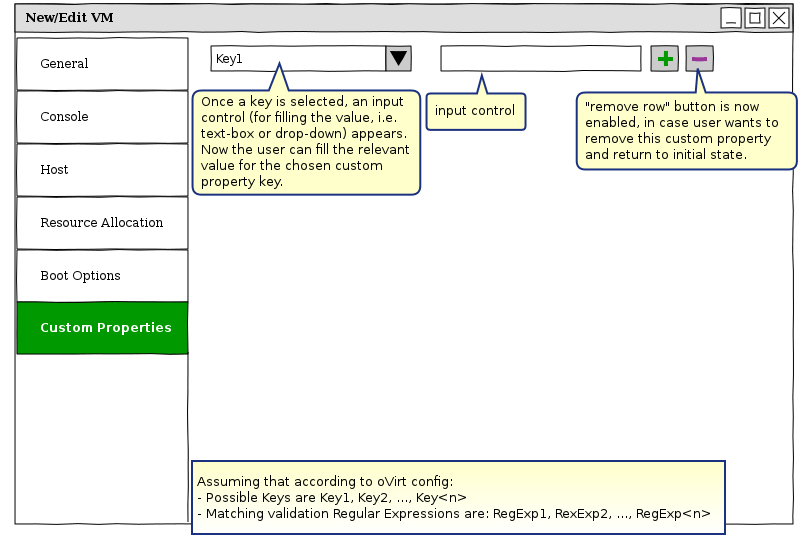 New/Edit VM
General
Console
Host
Resource Allocation
Boot Options
Custom Properties
Key1
Once a key is selected, an input
control (for filling the value, i.e.
text-box or drop-down) appears.
Now the user can fill the relevant
value for the chosen custom
property key.
input control
"remove row" button is now
enabled, in case user wants to
remove this custom property
and return to initial state.
Assuming that according to oVirt config:
- Possible Keys are Key1, Key2, ..., Key<n>
- Matching validation Regular Expressions are: RegExp1, RexExp2, ..., RegExp<n>